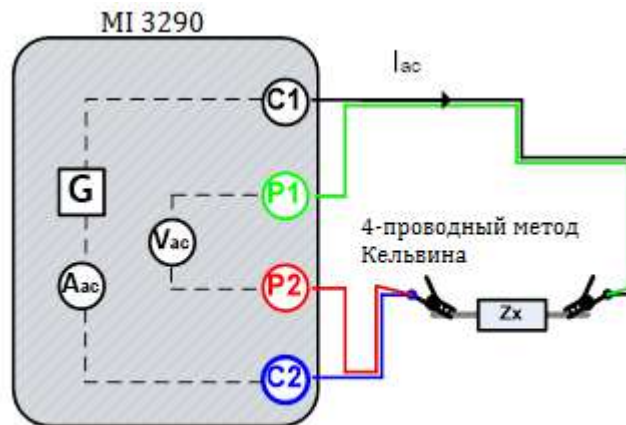 MI 3290
Iac
C1
P1
G
Vac
4-проводный метод
Кельвина
P2
Aac
Zx
C2